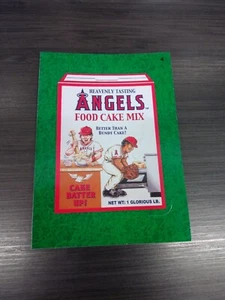 HEAVENLY TASTING
ANGELS
FOOD CAKE MIX
BETTER THAN A
BUNDT CAKE!
CAKE
BATTER
UP!
NET WT: 1 GLORIOUS LB.